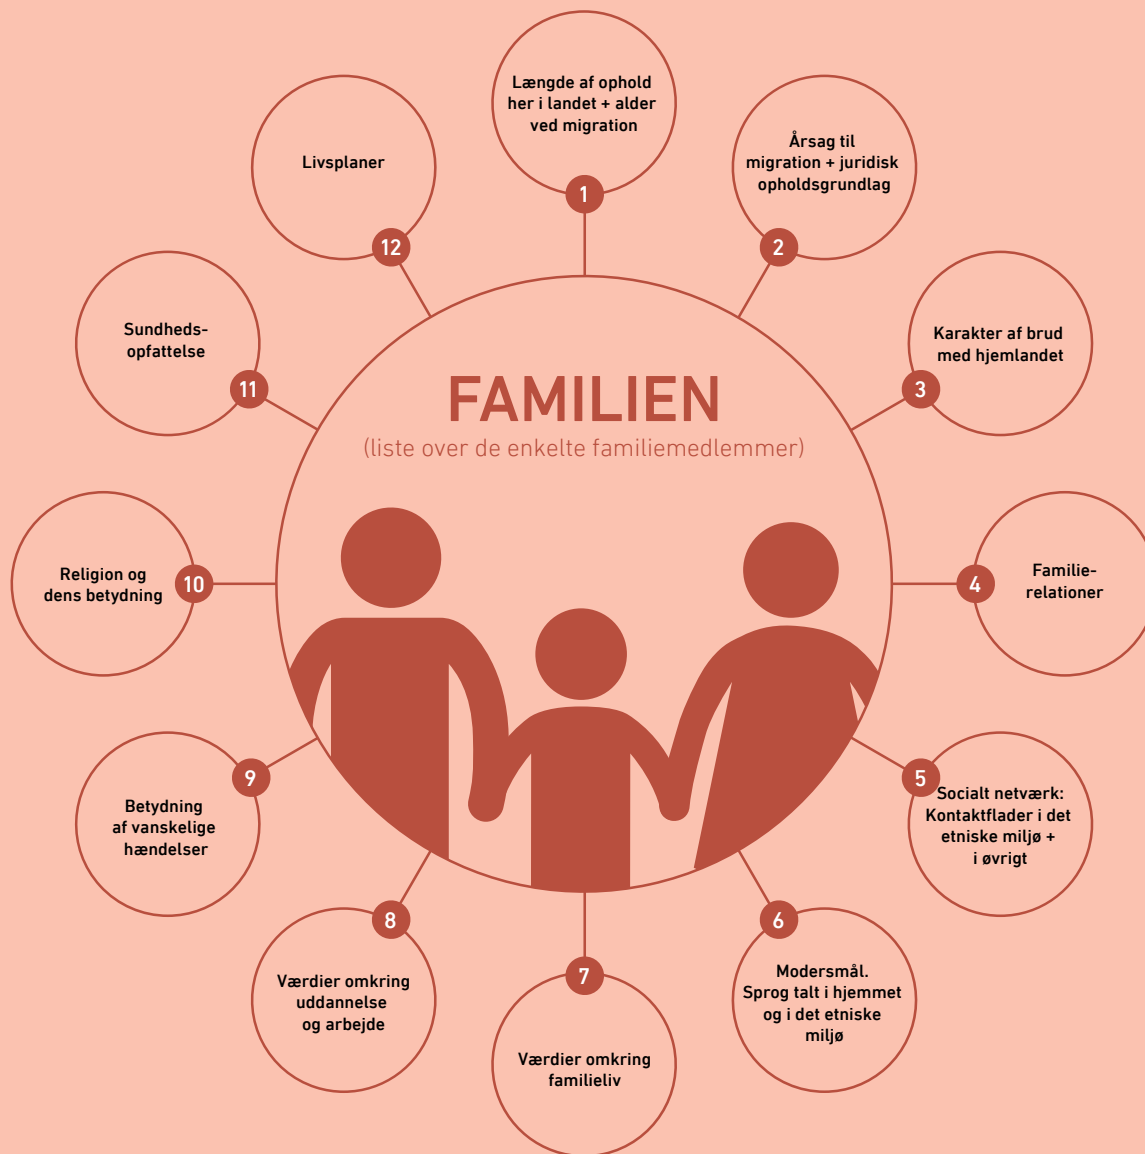 FAMILIEN
(liste over de enkelte familiemedlemmer)
Længde af ophold
her i landet + alder
ved migration
1
Årsag til
migration + juridisk
opholdsgrundlag
2
Karakter af brud
med hjemlandet
3
Familie-
relationer
4
Socialt netværk:
Kontaktflader i det
etniske miljø +
i øvrigt
5
Modersmål.
Sprog talt i hjemmet
og i det etniske
miljø
6
Værdier omkring
familieliv
7
Værdier omkring
uddannelse
og arbejde
8
Betydning
af vanskelige
hændelser
9
Religion og
dens betydning
10
Sundheds-
opfattelse
11
Livsplaner
12